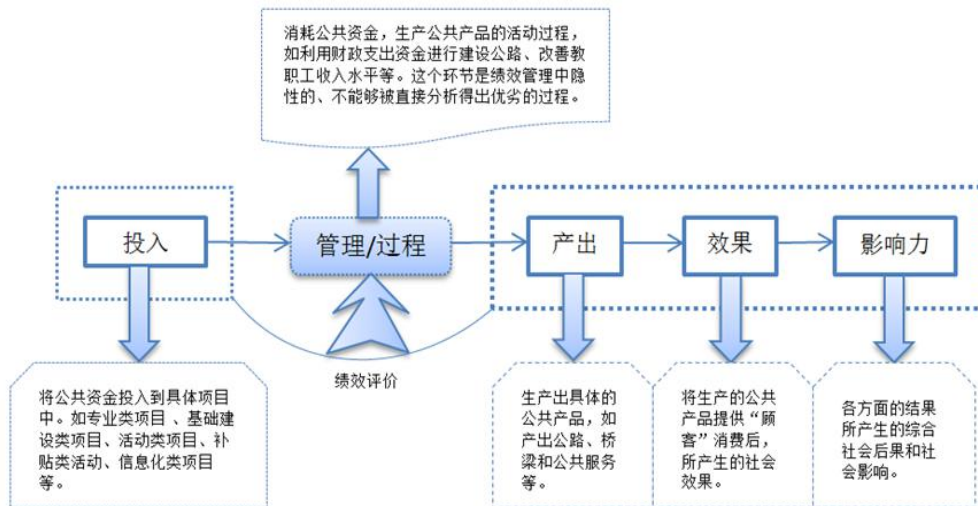 消耗公共资金，生产公共产品的活动过程，
如利用财政支出资金进行建设公路、改善教
职工收入水平等。这个环节是绩效管理中隐
性的、不能够被直接分析得出优劣的过程。
投入
管理/过程
产出
效果
影响力
绩效评价
将公共资金投入到具体项目
中。如专业类项目 、基础建
设类项目、活动类项目、补
贴类活动、信息化类项目
等。
生产出具体的
公共产品，如
产出公路、桥
梁和公共服务
等。
将生产的公共
产品提供“顾
客”消费后，
所产生的社会
效果。
各方面的结果
所产生的综合
社会后果和社
会影响。